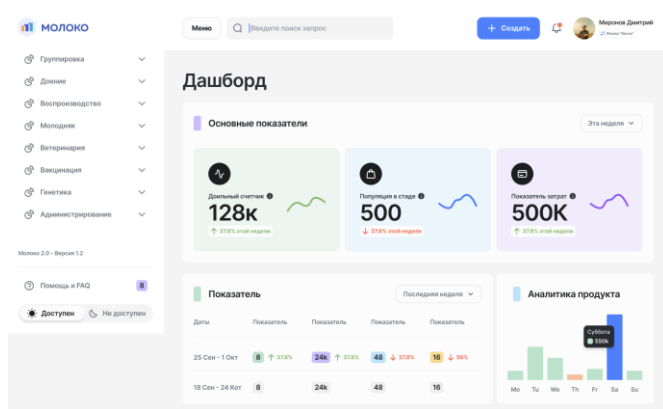 МОЛОКО
Меню
Введите поиск запрос
+ Создать
Миронов Дмитрий
Группировка
Доение
Воспроизводство
Молодняк
Ветеринария
Вакцинация
Генетика
Администрирование
Молоко 2.0 – Версия 1.2
Помощь и FAQ
8
Доступен
Не доступен
Дашборд
Основные показатели
Эта неделя
Доильный счетчик
128к
37.8% этой недели
Популяция в стаде
500
37.8% этой недели
Показатель затрат
500K
37.8% этой недели
Показатель
Последняя неделя
Даты Показатель Показатель Показатель Показатель
25 Сен - 1 Окт 8 37.8% 24k 37.8% 48 37.8% 16 56%
18 Сен - 24 Окт 8 24k 48 16
Аналитика продукта
Суббота
550k
Mo Tu We Th Fr Sa Su